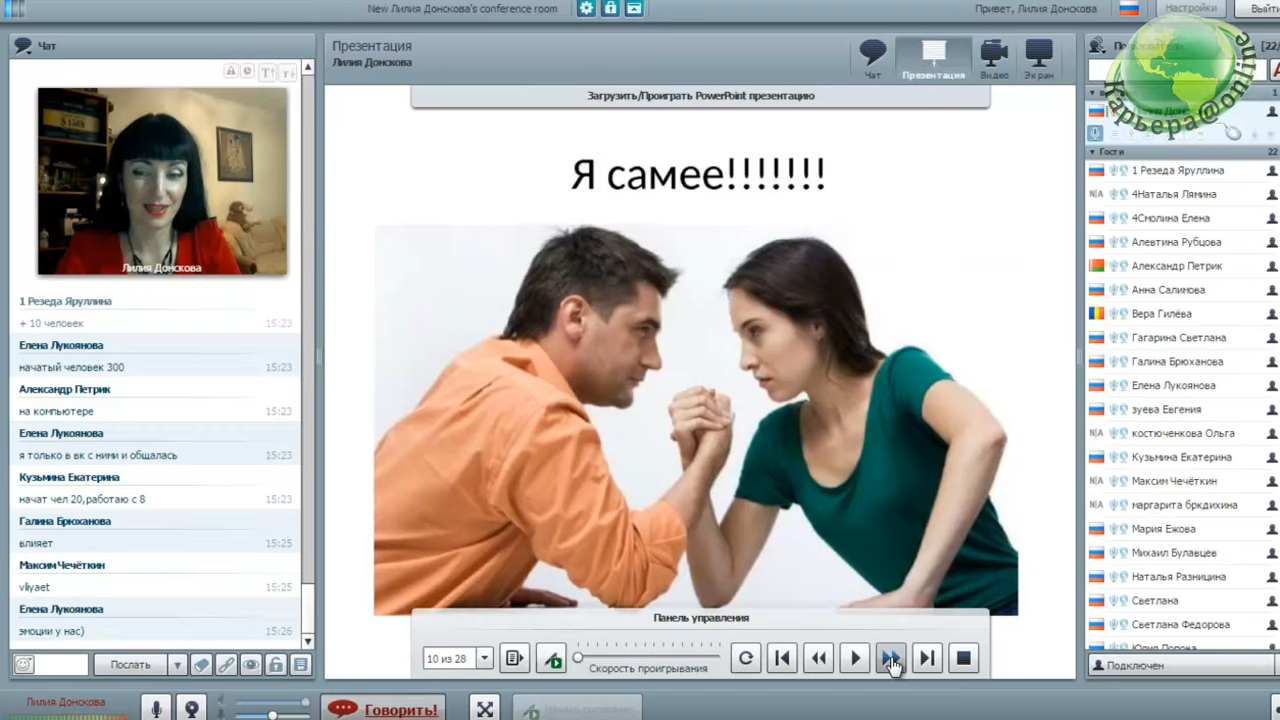 New Лилия Донскова's conference room
Привет, Лилия Донскова
Настройки
Выйти
Чат
Лилия Донскова
1 Резеда Яруллина
+ 10 человек 15:23
Елена Лукоянова
начатый человек 300 15:23
Александр Петрик
на компьютере 15:23
Елена Лукоянова
я только в вк с ними и общалась 15:23
Кузьмина Екатерина
начат чел 20,работаю с 8 15:23
Галина Брюханова
влияет 15:25
Максим Чечёткин
vliyaet 15:25
Елена Лукоянова
эмоции у нас) 15:26
Послать
Лилия Донскова
Говорить!
Презентация
Лилия Донскова
Чат
Презентация
Видео
Экран
Загрузить/Проиграть PowerPoint презентацию
Я самее!!!!!!!
Панель управления
10 из 28
Скорость проигрывания
Карьера@online
1
Гости 22
1 Резеда Яруллина
N/A 4Наталья Лямина
4Смолина Елена
Алевтина Рубцова
Александр Петрик
Анна Салимова
Вера Гилёва
Гагарина Светлана
Галина Брюханова
Елена Лукоянова
зуева Евгения
N/A костюченкова Ольга
Кузьмина Екатерина
N/A Максим Чечёткин
N/A маргарита бркдихина
Мария Ежова
Михаил Булавцев
Наталья Разницина
Светлана
Светлана Федорова
Подключен